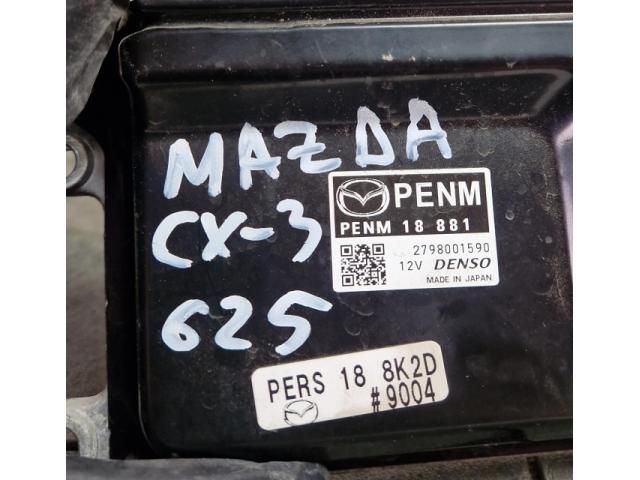 MAZDA
CX-3
625
PENM
PENM 18 881
2798001590
12V DENSO
MADE IN JAPAN
PERS 18 8K2D
#9004